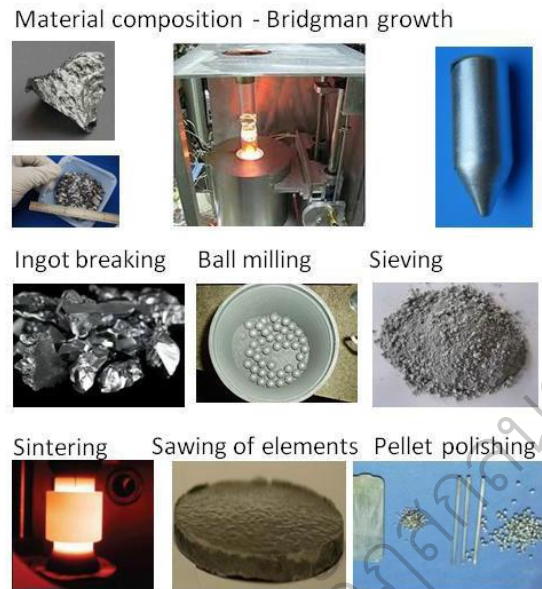 Material composition - Bridgman growth
Ingot breaking Ball milling Sieving
Sintering Sawing of elements Pellet polishing